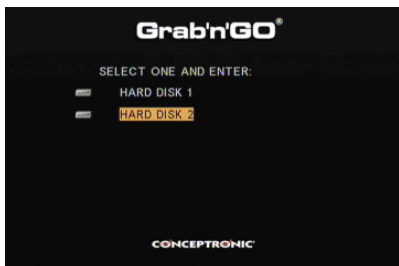 Grab'n'GO®
SELECT ONE AND ENTER:
HARD DISK 1
HARD DISK 2
CONCEPTRONIC